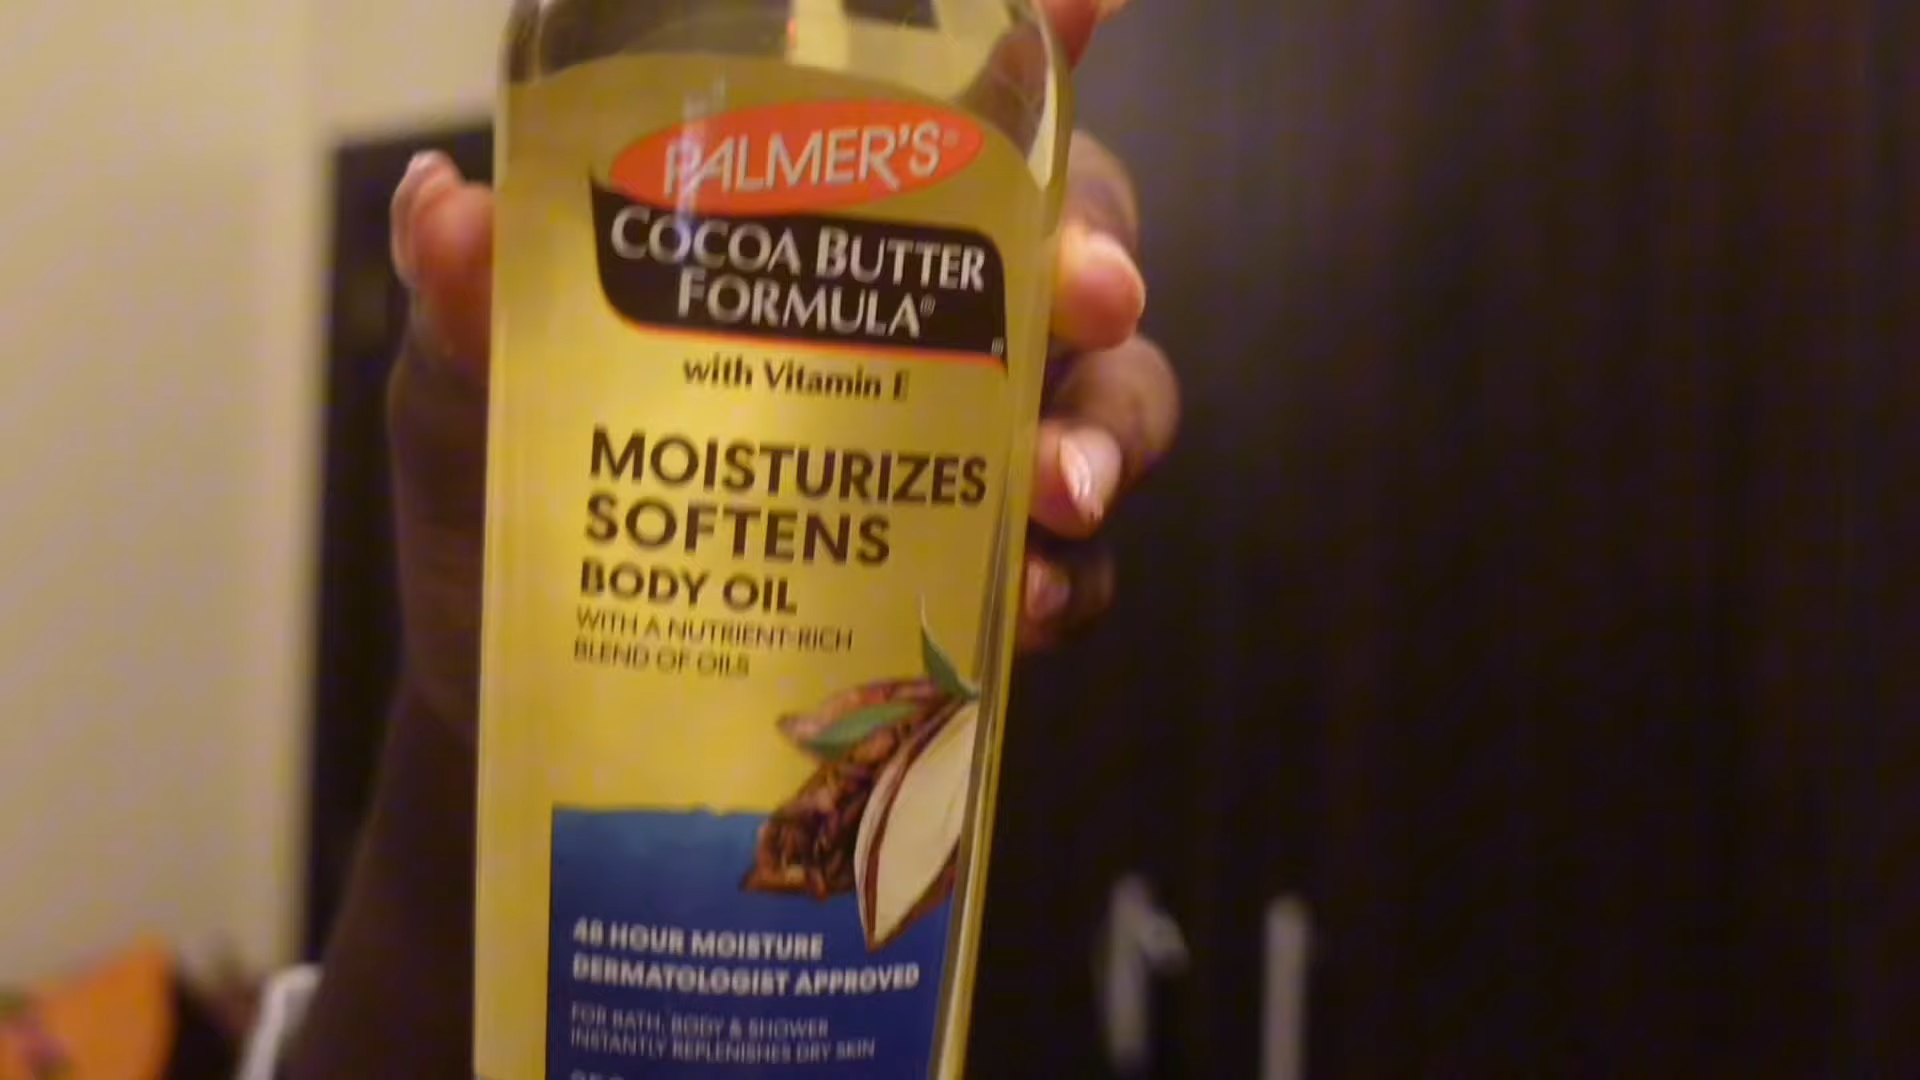 PALMER'S®
COCOA BUTTER
FORMULA®
with Vitamin E
MOISTURIZES
SOFTENS
BODY OIL
WITH A NUTRIENT-RICH
BLEND OF OILS
48 HOUR MOISTURE
DERMATOLOGIST APPROVED
FOR BATH, BODY & SHOWER
INSTANTLY REPLENISHES DRY SKIN